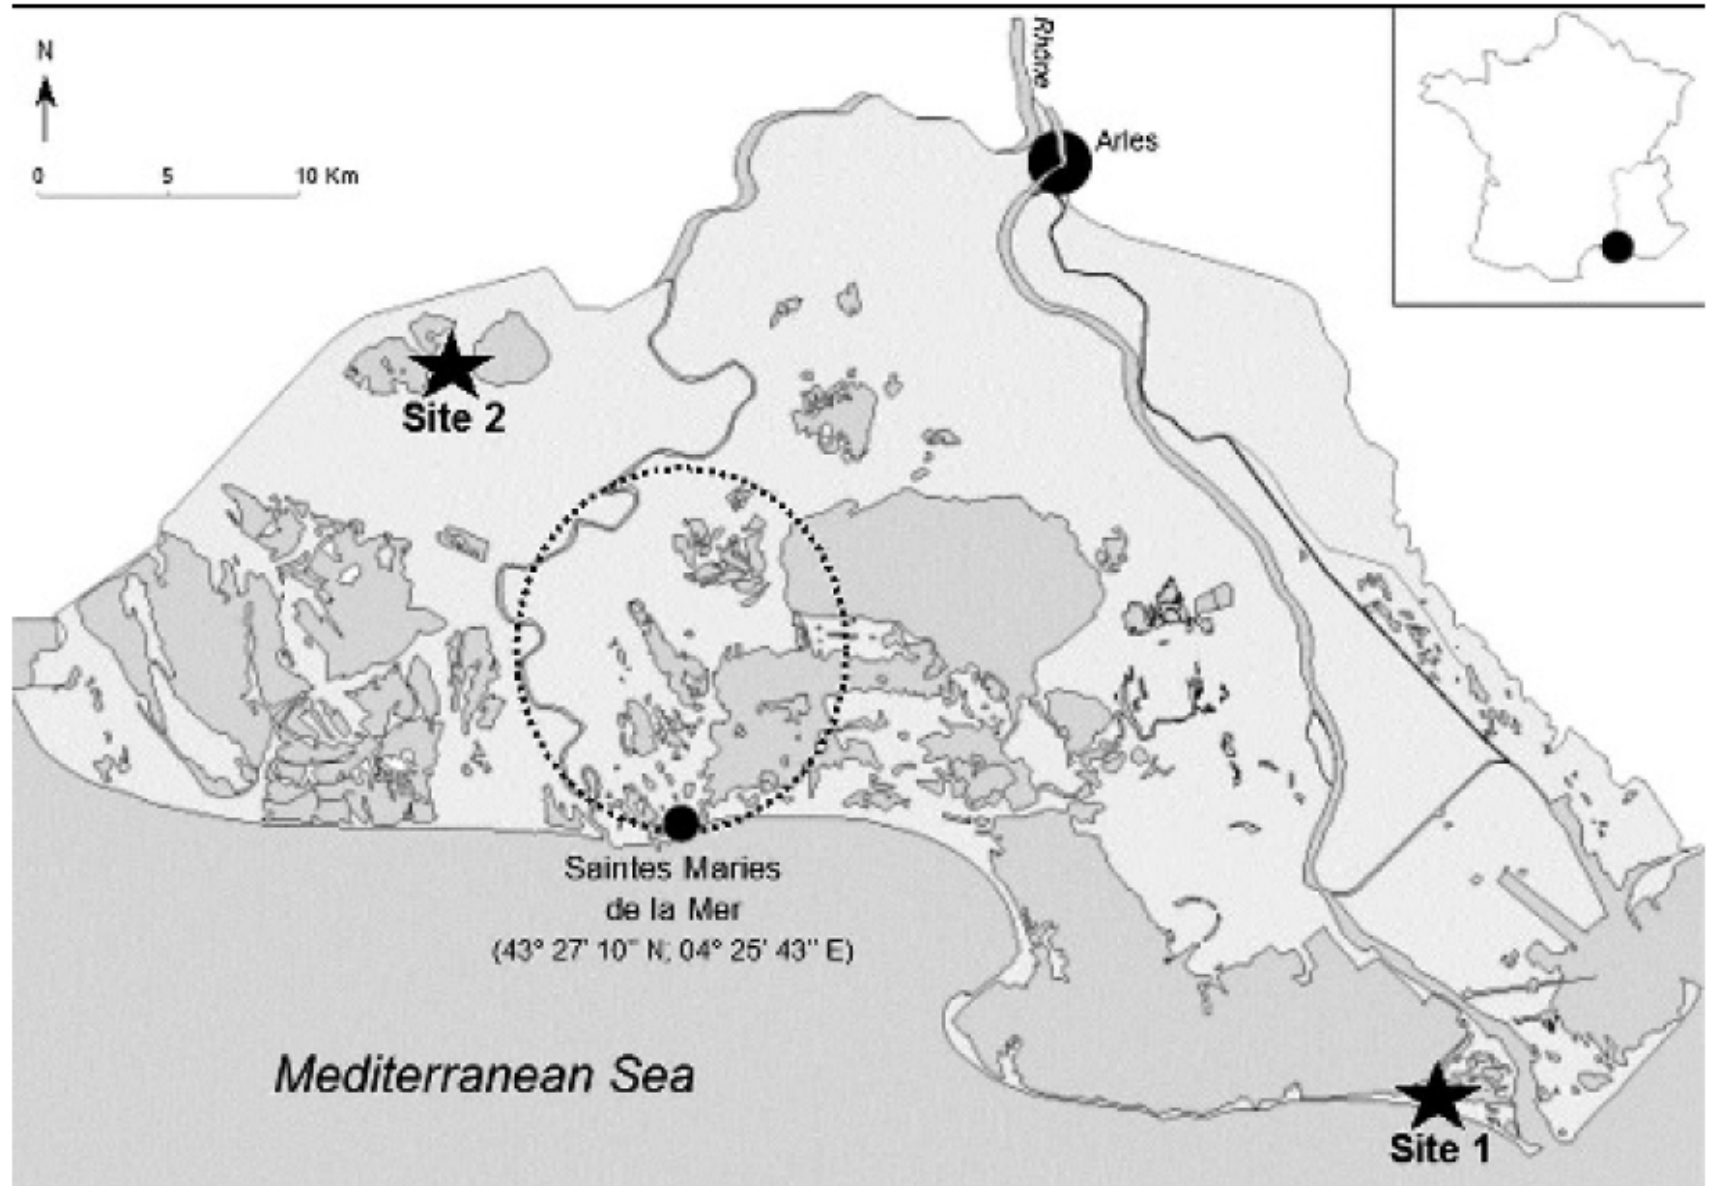 N
0 5 10 Km
Rhône
Arles
Site 2
Saintes Maries
de la Mer
(43° 27' 10" N; 04° 25' 43" E)
Mediterranean Sea
Site 1